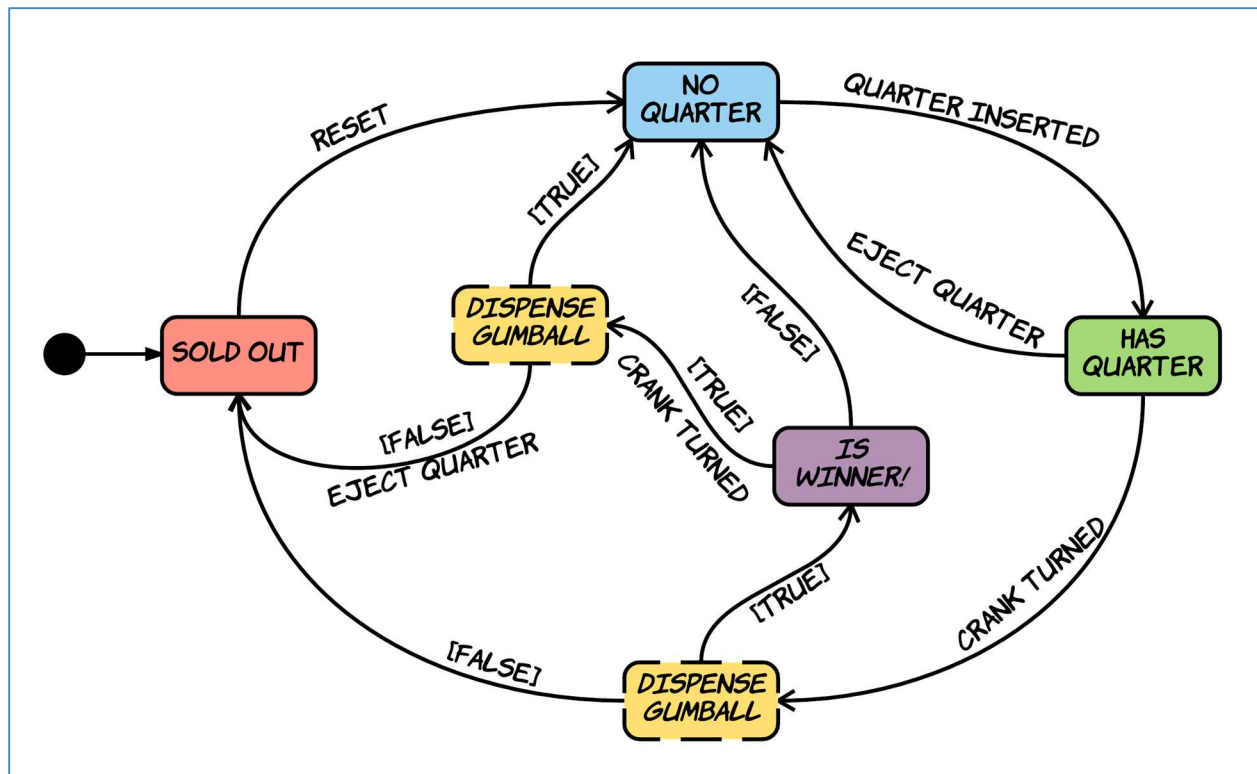 NO
QUARTER
QUARTER INSERTED
RESET
[TRUE]
EJECT QUARTER
[FALSE]
DISPENSE
GUMBALL
SOLD OUT
HAS
QUARTER
[TRUE]
CRANK TURNED
[FALSE]
EJECT QUARTER
IS
WINNER!
[TRUE]
CRANK TURNED
[FALSE]
DISPENSE
GUMBALL